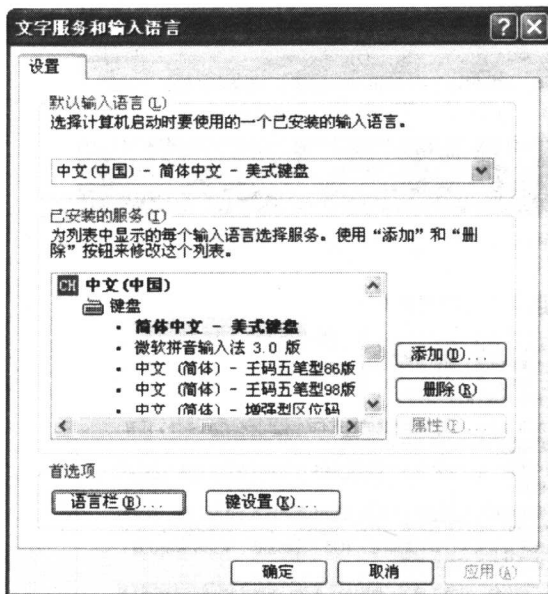 文字服务和输入语言
设置
默认输入语言(L)
选择计算机启动时要使用的一个已安装的输入语言。
中文(中国) - 简体中文 - 美式键盘
已安装的服务(I)
为列表中显示的每个输入语言选择服务。使用“添加”和“删
除”按钮来修改这个列表。
CH 中文(中国)
键盘
· 简体中文 - 美式键盘
· 微软拼音输入法 3.0 版
· 中文 (简体) - 王码五笔型86版
· 中文 (简体) - 王码五笔型98版
· 中文 (简体) - 增强型区位码
添加(D)...
删除(R)
属性(P)...
首选项
语言栏(B)...
键设置(K)...
确定
取消
应用(A)